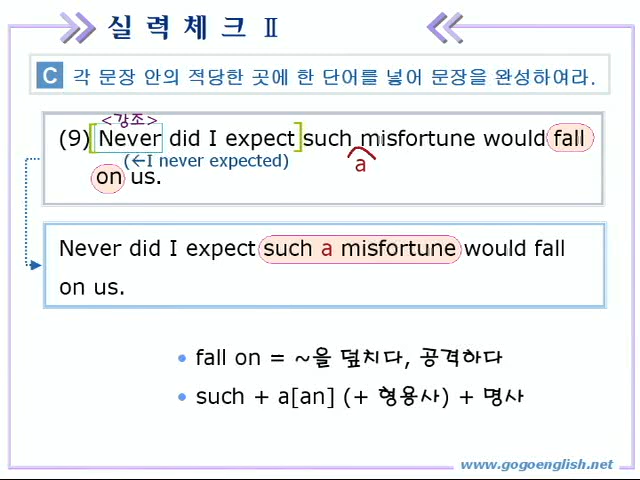 실 력 체 크 Ⅱ
C 각 문장 안의 적당한 곳에 한 단어를 넣어 문장을 완성하여라.
<강조>
(9)[Never did I expect]such misfortune would fall
(←I never expected)
a
on us.
Never did I expect such a misfortune would fall
on us.
• fall on = ~을 덮치다, 공격하다
• such + a[an] (+ 형용사) + 명사
www.gogoenglish.net